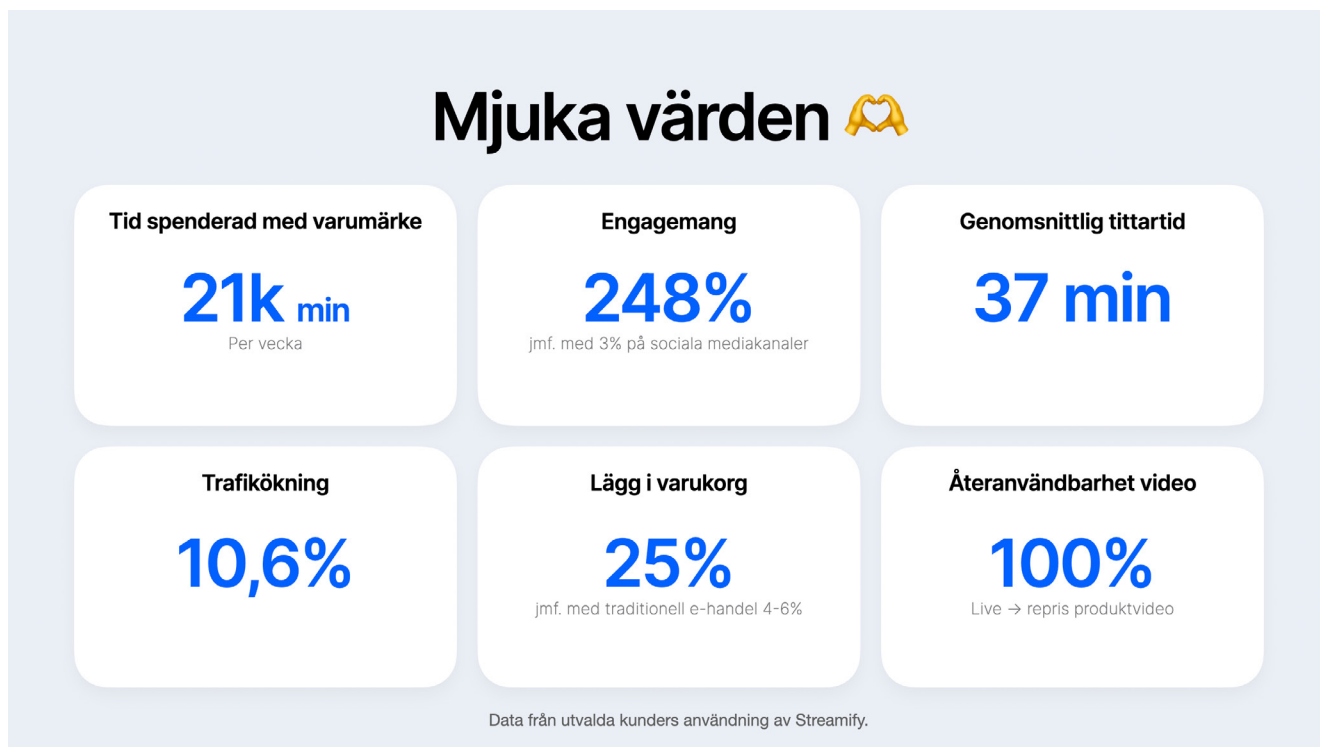 Mjuka värden 🫶
Tid spenderad med varumärke
21k min
Per vecka
Engagemang
248%
jmf. med 3% på sociala mediakanaler
Genomsnittlig tittartid
37 min
Trafikökning
10,6%
Lägg i varukorg
25%
jmf. med traditionell e-handel 4-6%
Återanvändbarhet video
100%
Live → repris produktvideo
Data från utvalda kunders användning av Streamify.